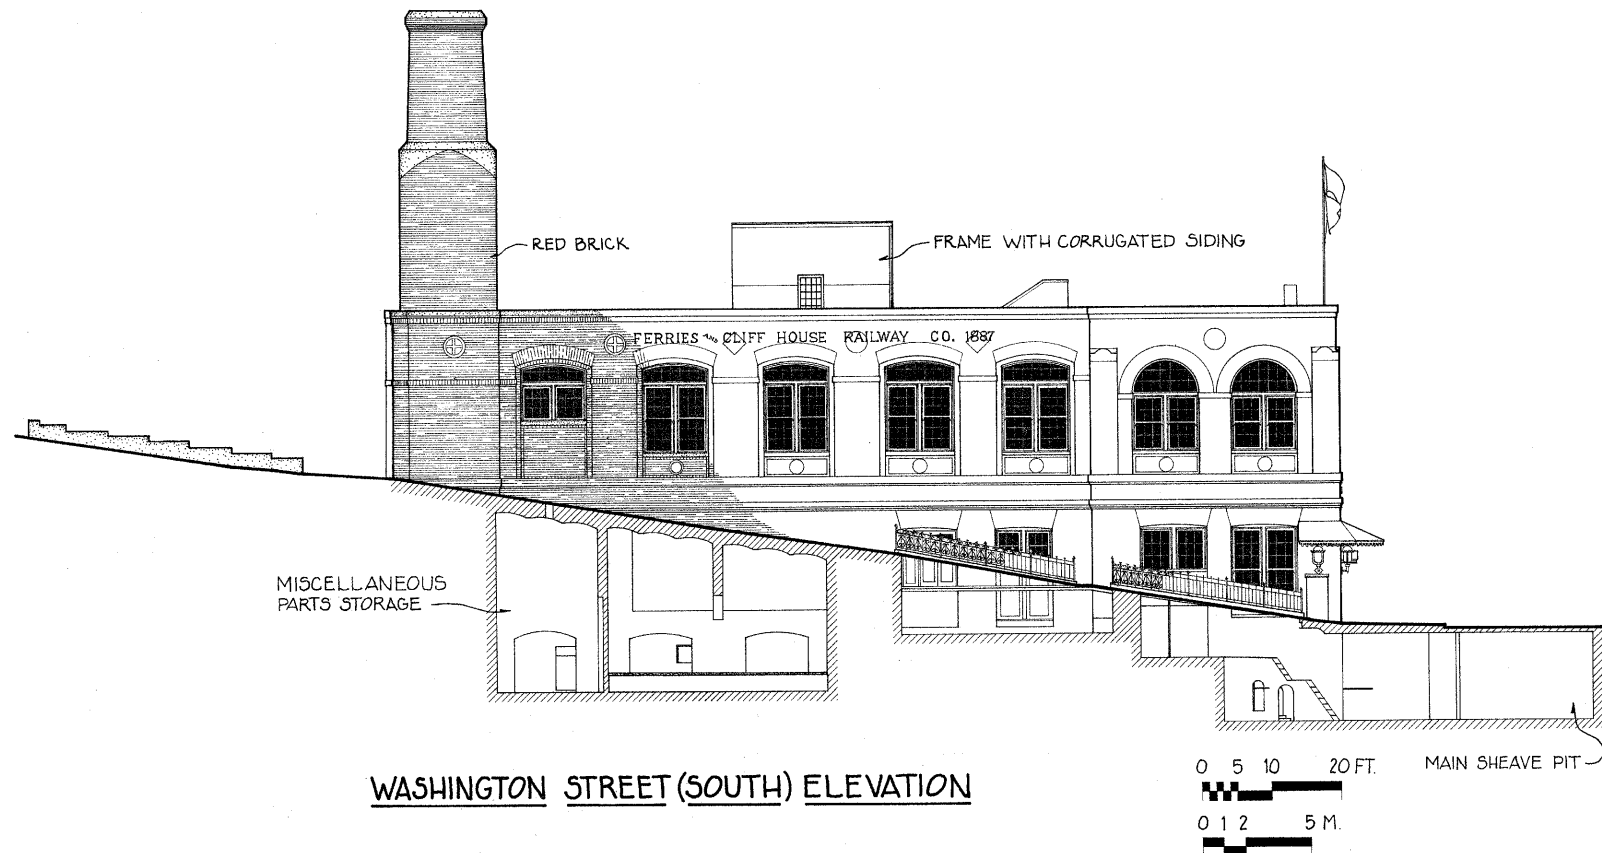 RED BRICK
FRAME WITH CORRUGATED SIDING
FERRIES AND CLIFF HOUSE RAILWAY CO. 1887
MISCELLANEOUS
PARTS STORAGE
MAIN SHEAVE PIT
WASHINGTON STREET (SOUTH) ELEVATION
0 5 10 20 FT.
0 1 2 5 M.